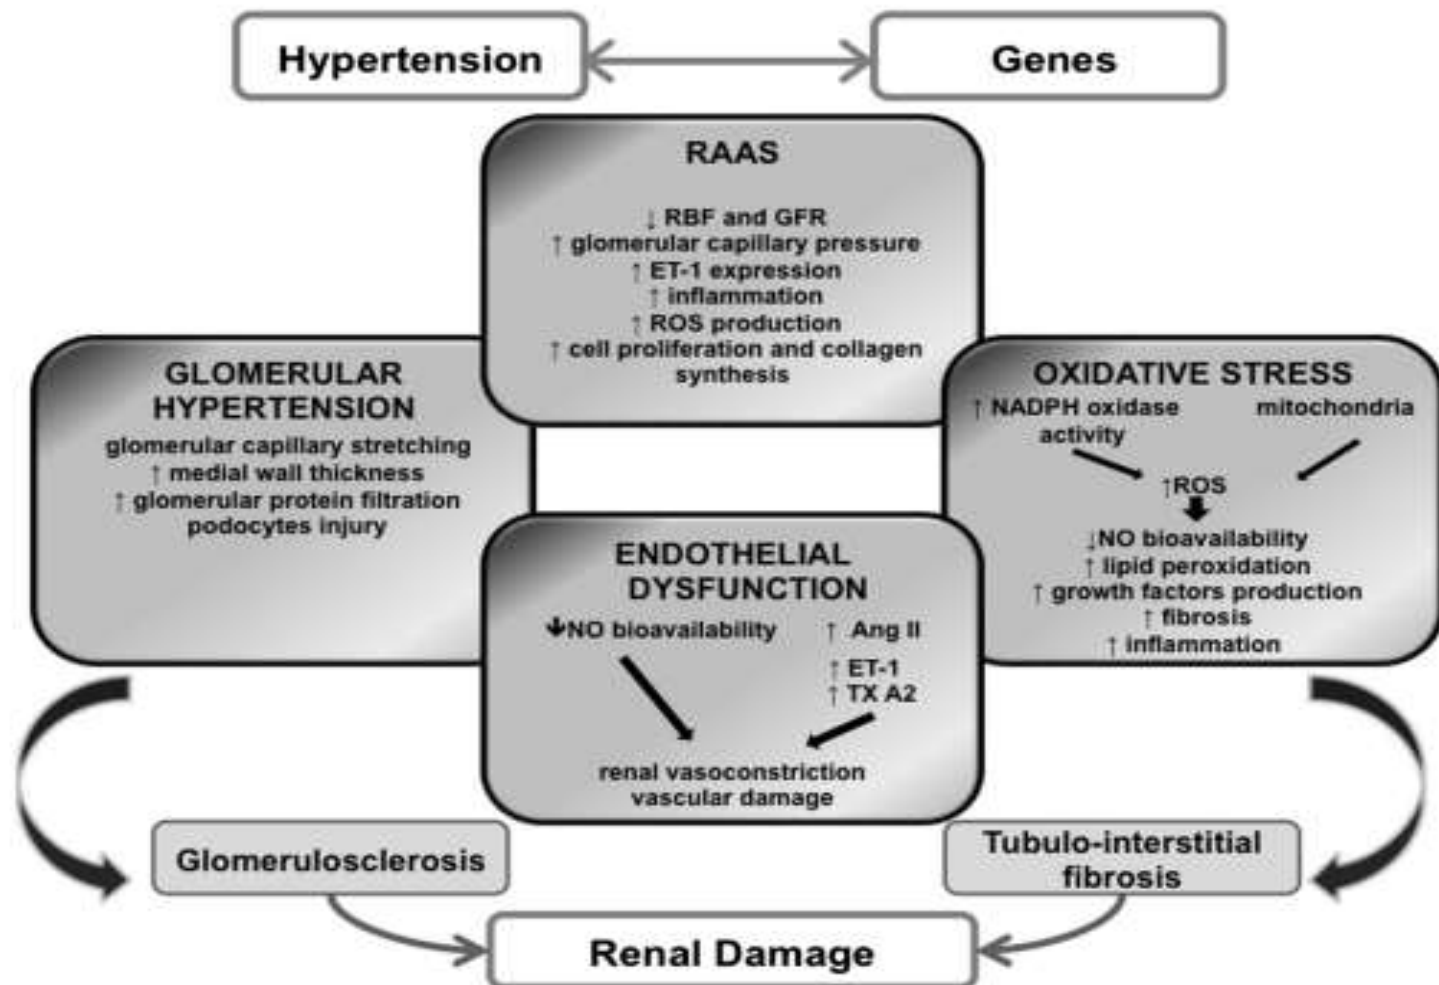 Hypertension
Genes
RAAS
↓ RBF and GFR
↑ glomerular capillary pressure
↑ ET-1 expression
↑ inflammation
↑ ROS production
↑ cell proliferation and collagen
synthesis
GLOMERULAR
HYPERTENSION
glomerular capillary stretching
↑ medial wall thickness
↑ glomerular protein filtration
podocytes injury
OXIDATIVE STRESS
↑ NADPH oxidase
activity
mitochondria
↑ROS
↓NO bioavailability
↑ lipid peroxidation
↑ growth factors production
↑ fibrosis
↑ inflammation
ENDOTHELIAL
DYSFUNCTION
↓NO bioavailability
↑ Ang II
↑ ET-1
↑ TX A2
renal vasoconstriction
vascular damage
Glomerulosclerosis
Tubulo-interstitial
fibrosis
Renal Damage